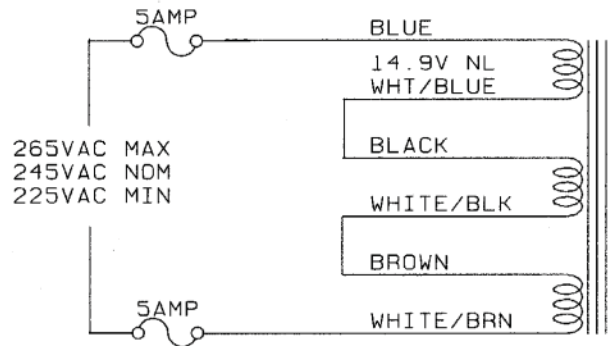 5AMP
BLUE
14.9V NL
WHT/BLUE
265VAC MAX
245VAC NOM
225VAC MIN
BLACK
WHITE/BLK
BROWN
5AMP
WHITE/BRN